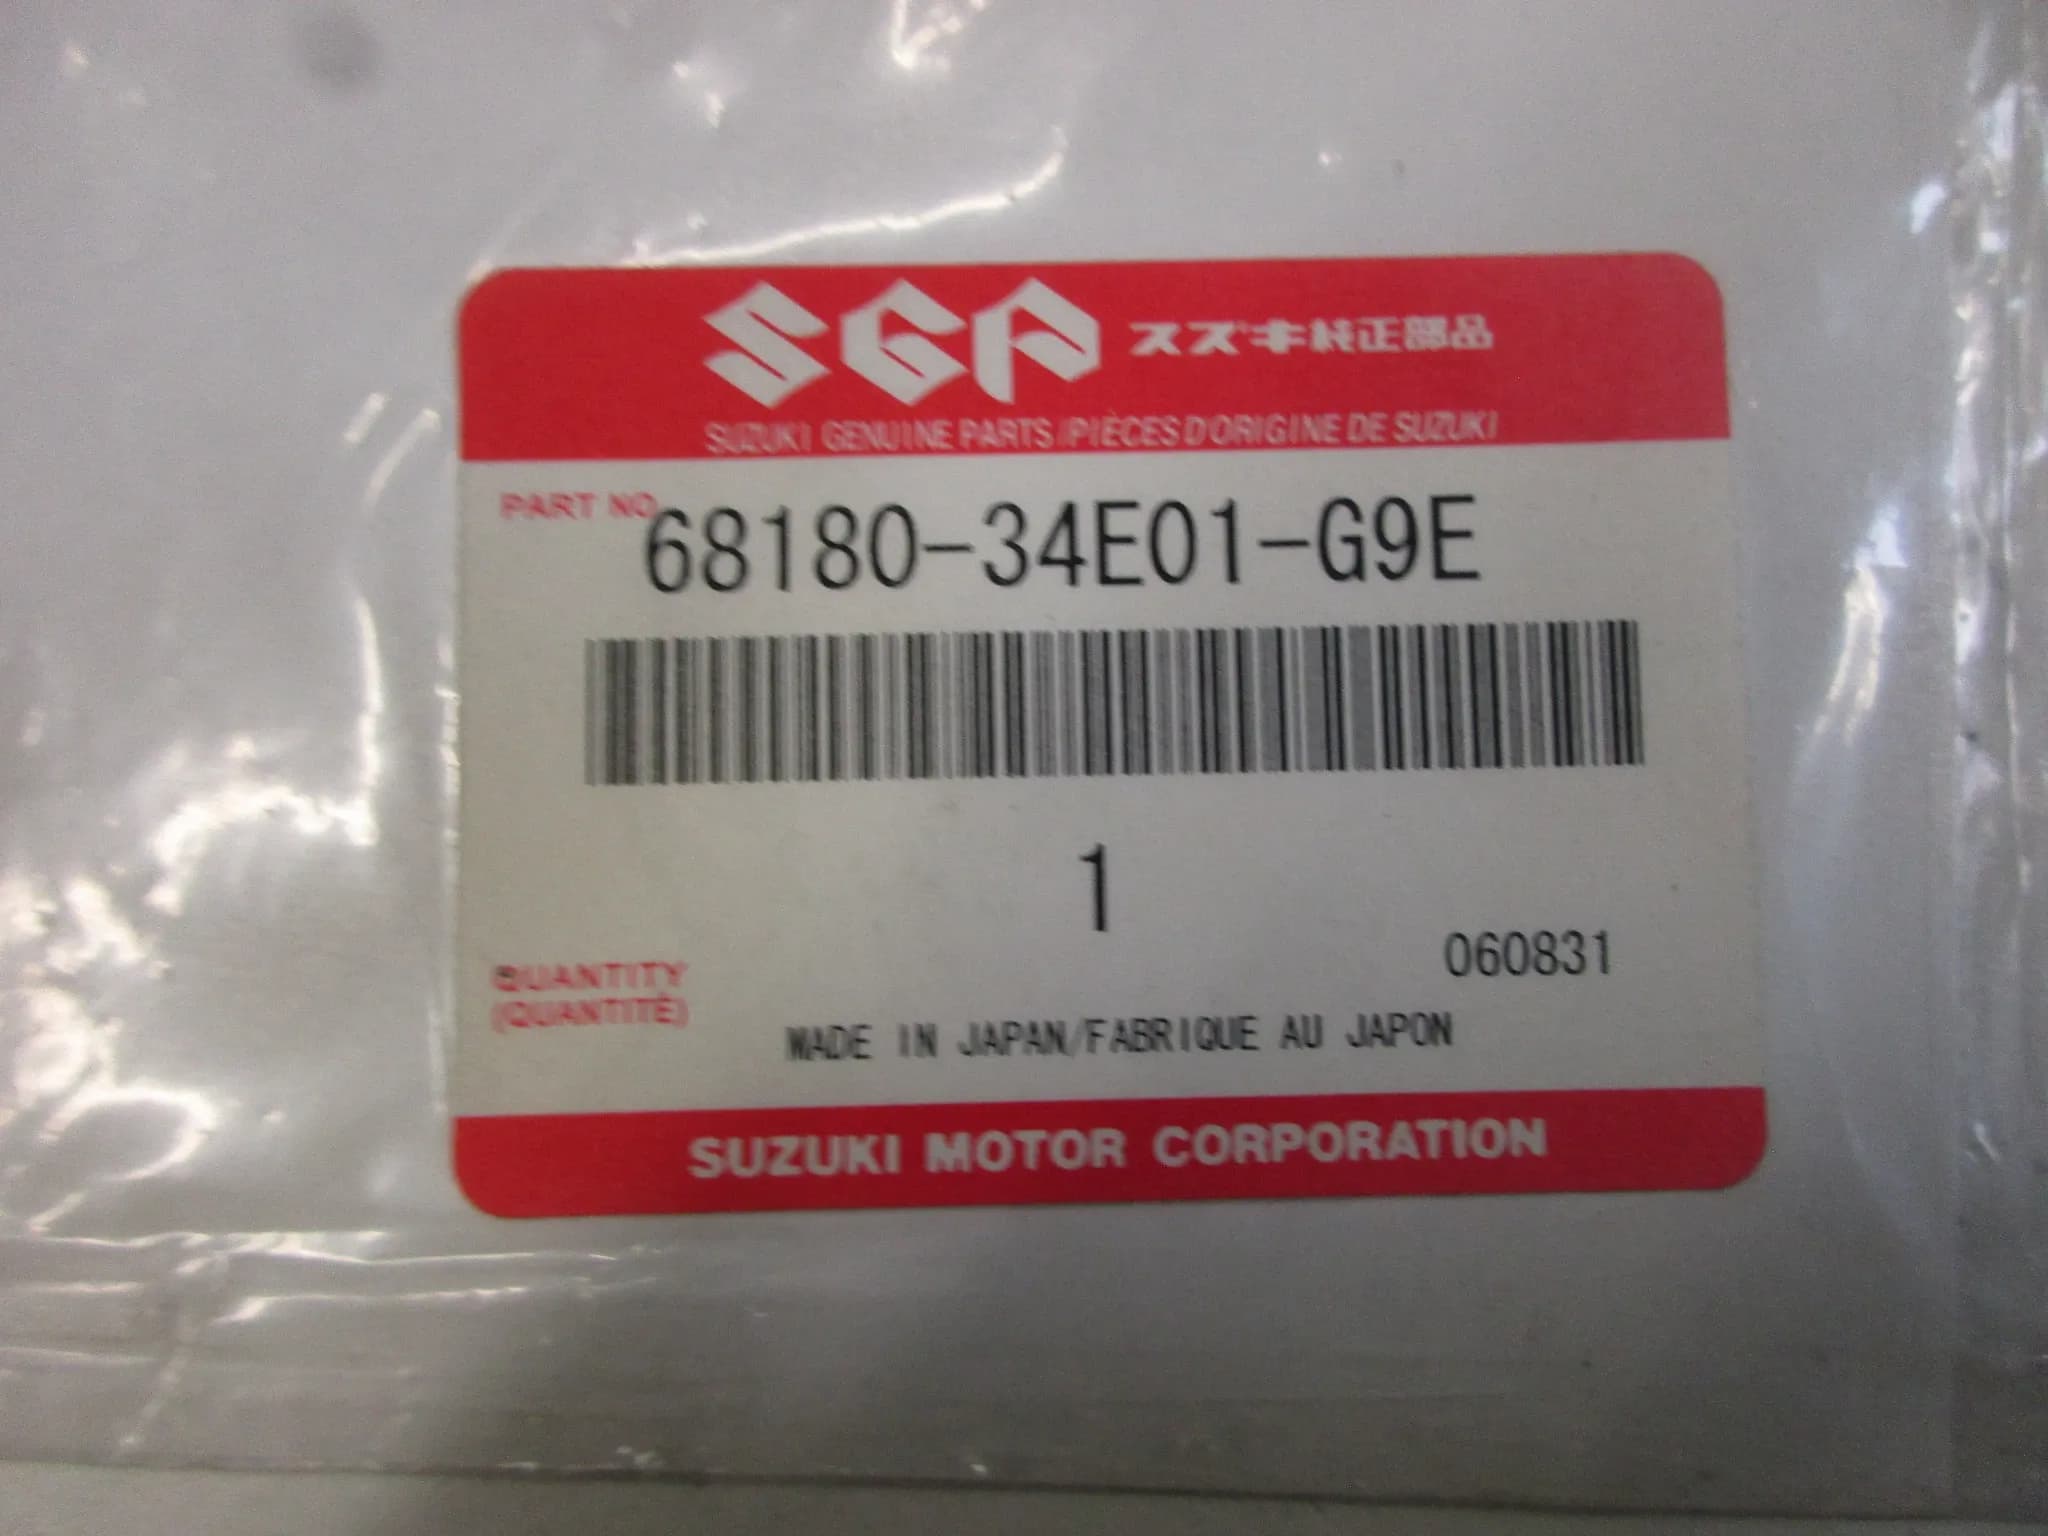 SGP スズキ純正部品
SUZUKI GENUINE PARTS/PIÈCES D'ORIGINE DE SUZUKI
PART NO.
68180-34E01-G9E
1
060831
QUANTITY
(QUANTITÉ)
MADE IN JAPAN/FABRIQUE AU JAPON
SUZUKI MOTOR CORPORATION